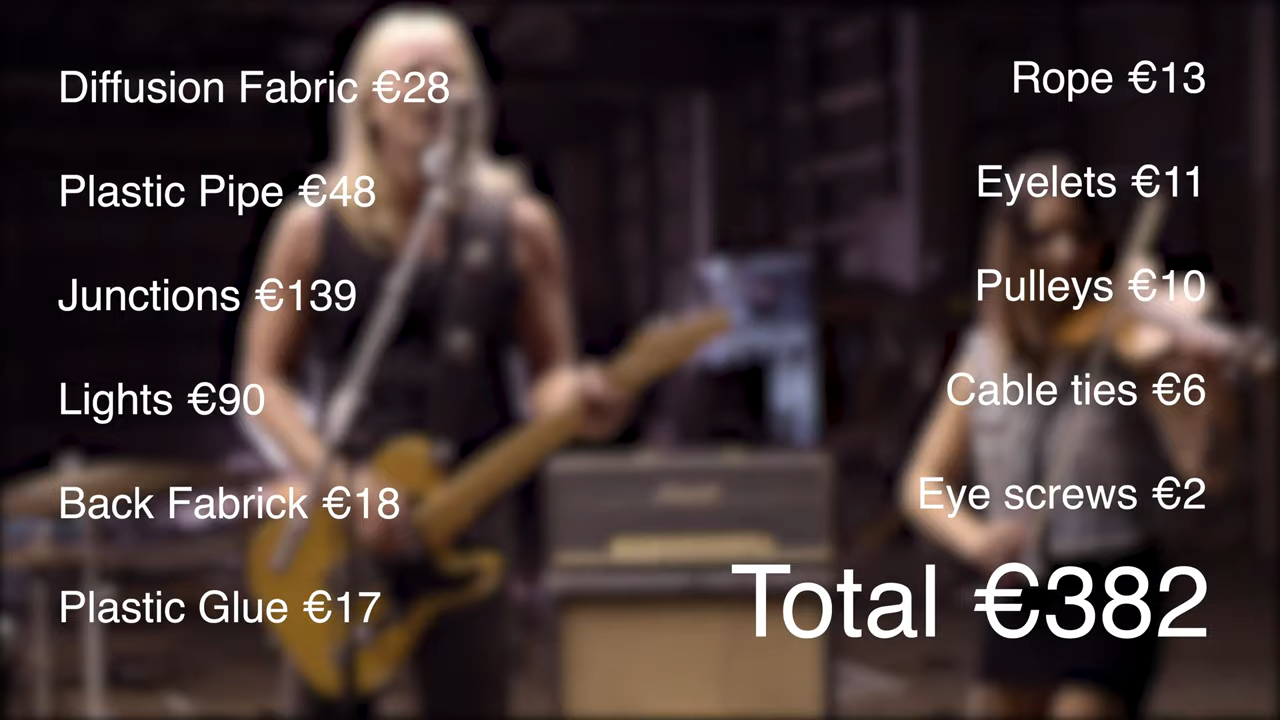 Diffusion Fabric €28
Plastic Pipe €48
Junctions €139
Lights €90
Back Fabrick €18
Plastic Glue €17
Rope €13
Eyelets €11
Pulleys €10
Cable ties €6
Eye screws €2
Total €382